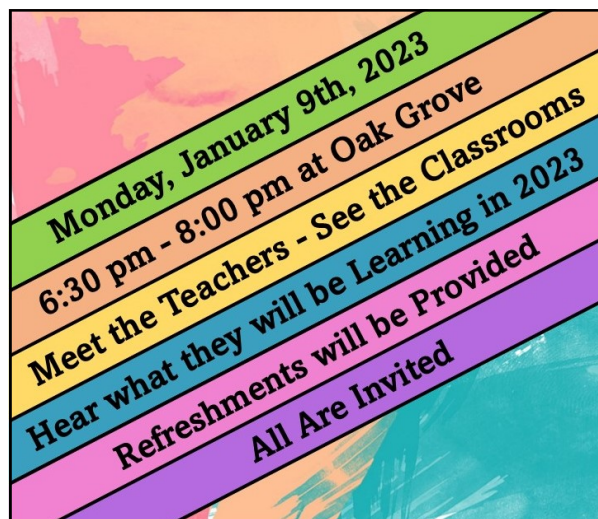 Monday, January 9th, 2023
6:30 pm - 8:00 pm at Oak Grove
Meet the Teachers - See the Classrooms
Hear what they will be Learning in 2023
Refreshments will be Provided
All Are Invited